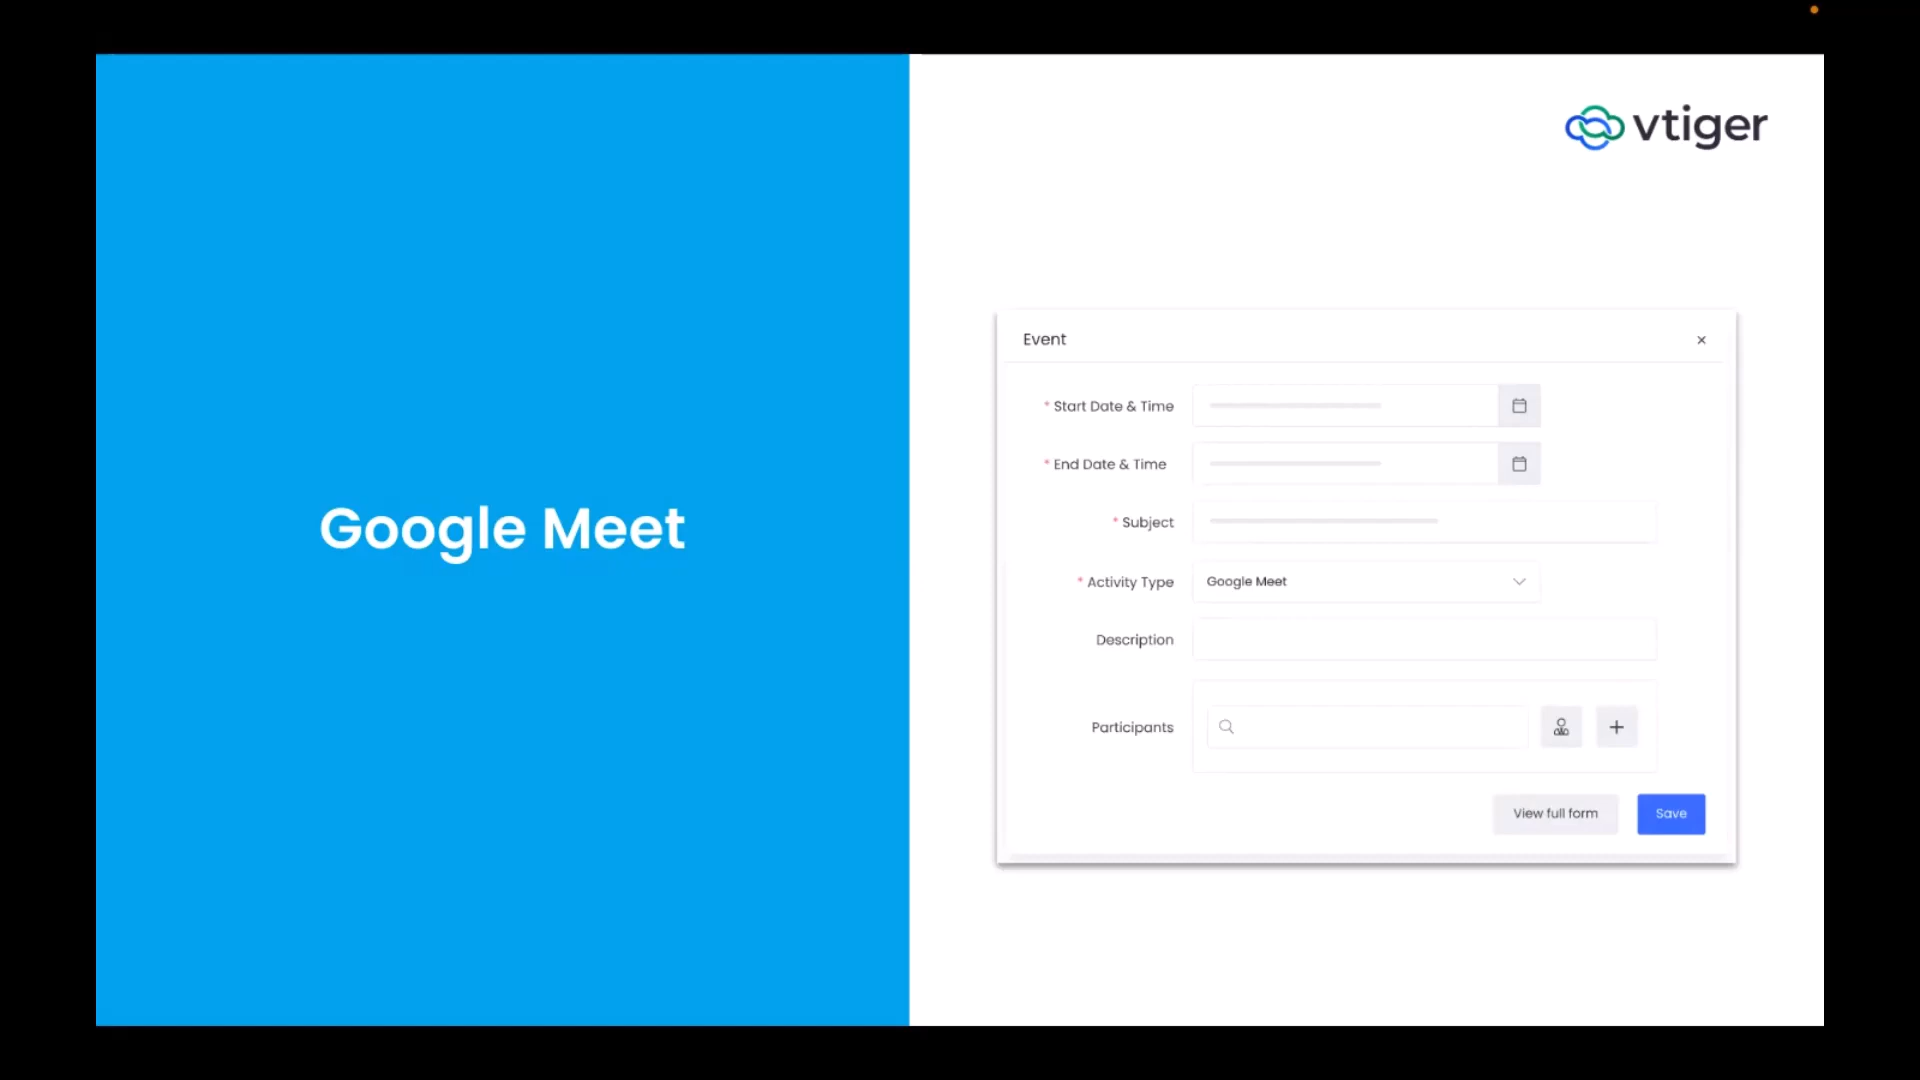 Google Meet
vtiger
Event
* Start Date & Time
* End Date & Time
* Subject
* Activity Type
Google Meet
Description
Participants
View full form
Save